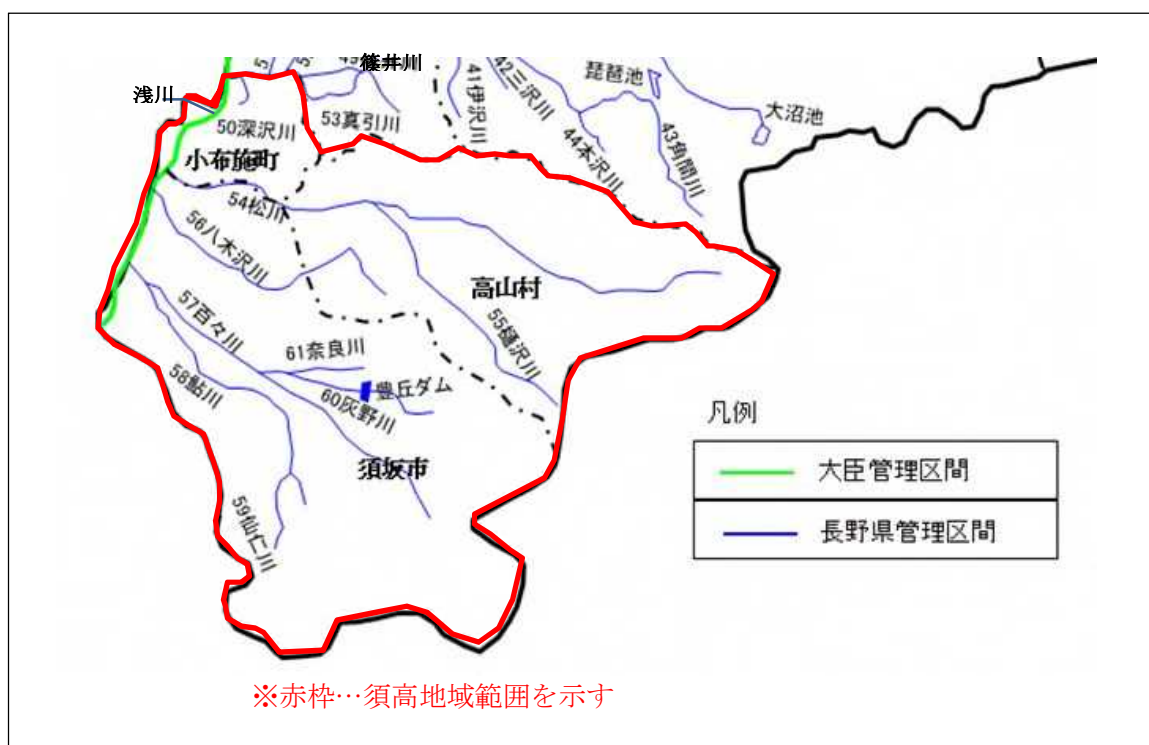 篠井川
琵琶池
浅川
41伊沢川
42三沢川
大沼池
50深沢川
53真引川
44本沢川
43角間川
小布施町
54松川
56八木沢川
高山村
57百々川
55樋沢川
61奈良川
58鮎川
豊丘ダム
60灰野川
凡例
須坂市
大臣管理区間
59仙仁川
長野県管理区間
※赤枠…須高地域範囲を示す